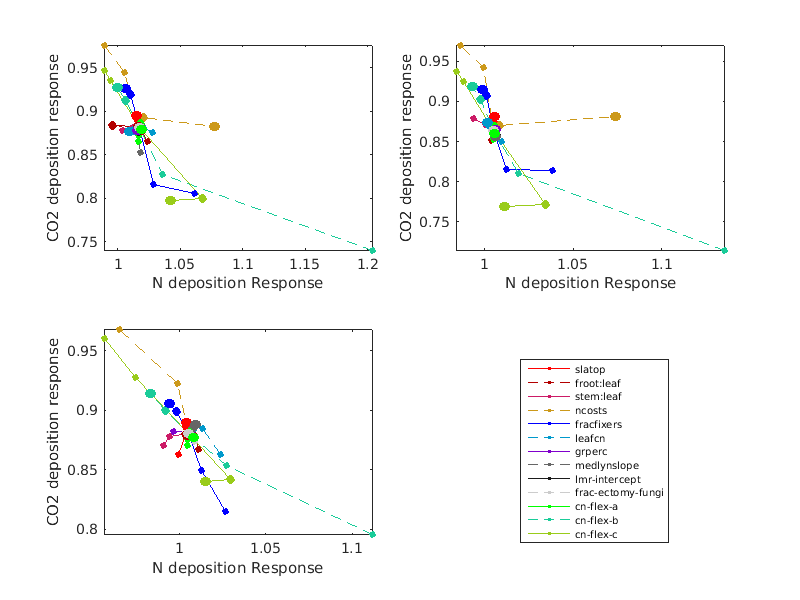 0.95
0.9
0.85
0.8
0.75
1
1.05
1.1
1.15
1.2
CO2 deposition response
N deposition Response
0.95
0.9
0.85
0.8
0.75
1
1.05
1.1
CO2 deposition response
N deposition Response
0.95
0.9
0.85
0.8
1
1.05
1.1
CO2 deposition response
N deposition Response
slatop
froot:leaf
stem:leaf
ncosts
fracfixers
leafcn
grperc
medlynslope
lmr-intercept
frac-ectomy-fungi
cn-flex-a
cn-flex-b
cn-flex-c